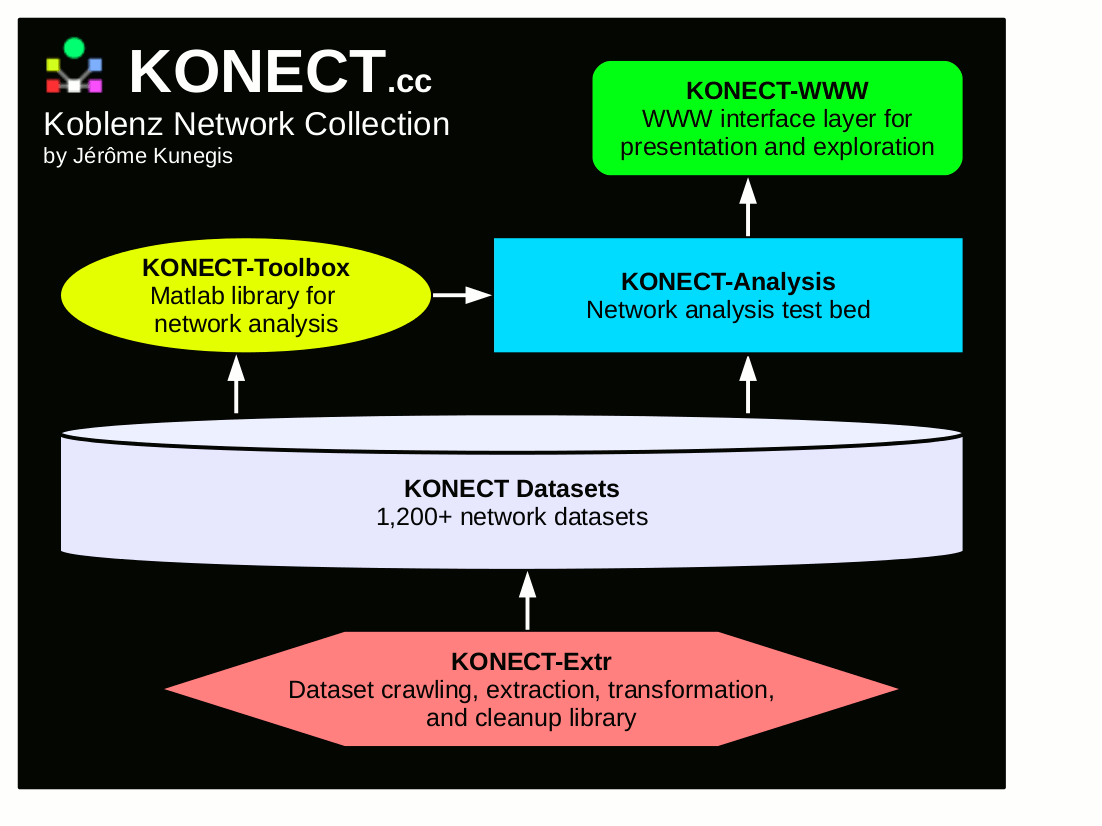 KONECT.cc
Koblenz Network Collection
by Jérôme Kunegis
KONECT-WWW
WWW interface layer for
presentation and exploration
KONECT-Toolbox
Matlab library for
network analysis
KONECT-Analysis
Network analysis test bed
KONECT Datasets
1,200+ network datasets
KONECT-Extr
Dataset crawling, extraction, transformation,
and cleanup library